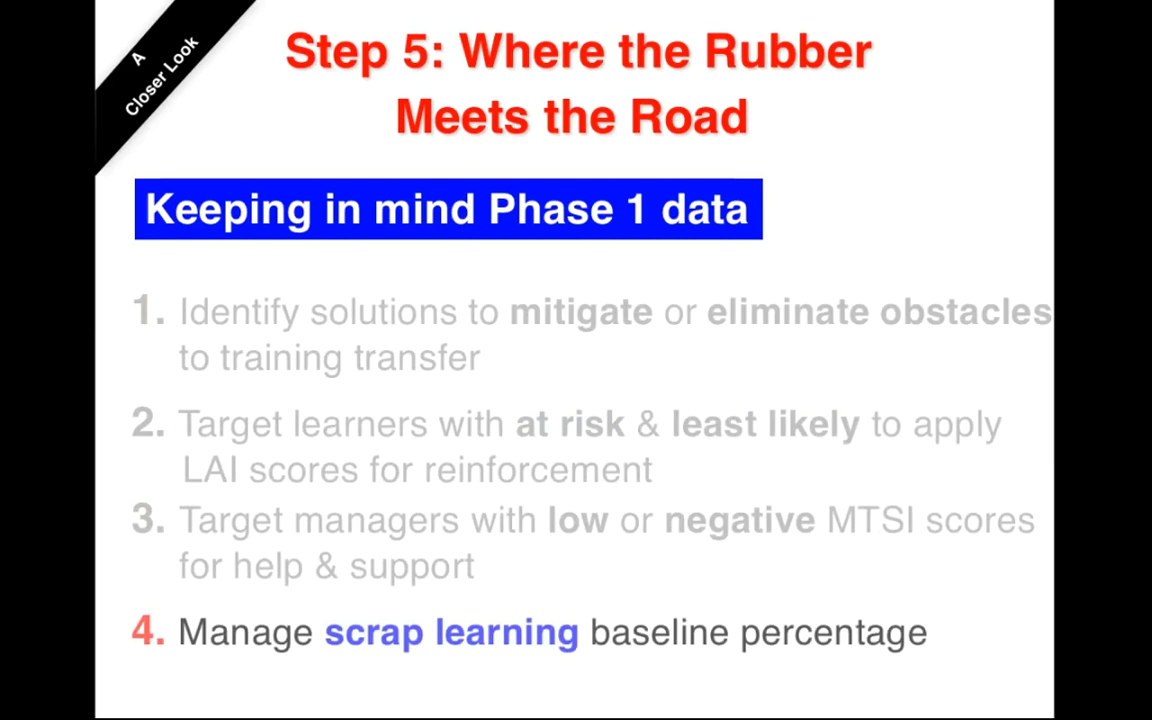 A
Closer Look
Step 5: Where the Rubber
Meets the Road
Keeping in mind Phase 1 data
1. Identify solutions to mitigate or eliminate obstacles
to training transfer
2. Target learners with at risk & least likely to apply
LAI scores for reinforcement
3. Target managers with low or negative MTSI scores
for help & support
4. Manage scrap learning baseline percentage